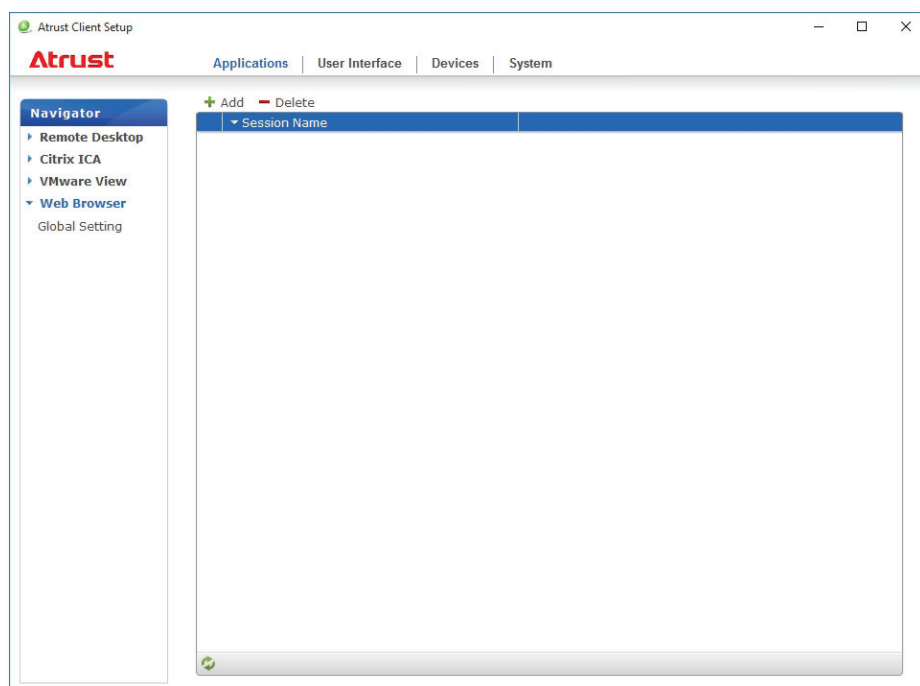 Atrust Client Setup
Atrust
Applications User Interface Devices System
Add Delete
Navigator
Session Name
Remote Desktop
Citrix ICA
VMware View
Web Browser
Global Setting